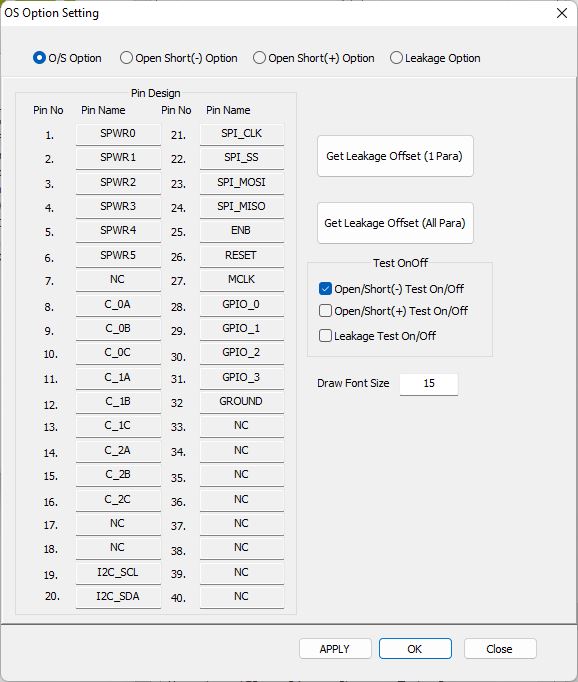 OS Option Setting
O/S Option Open Short(-) Option Open Short(+) Option Leakage Option
Pin Design
Pin No Pin Name Pin No Pin Name
1. SPWR0 21. SPI_CLK
2. SPWR1 22. SPI_SS
3. SPWR2 23. SPI_MOSI
4. SPWR3 24. SPI_MISO
5. SPWR4 25. ENB
6. SPWR5 26. RESET
7. NC 27. MCLK
8. C_0A 28. GPIO_0
9. C_0B 29. GPIO_1
10. C_0C 30. GPIO_2
11. C_1A 31. GPIO_3
12. C_1B 32 GROUND
13. C_1C 33. NC
14. C_2A 34. NC
15. C_2B 35. NC
16. C_2C 36. NC
17. NC 37. NC
18. NC 38. NC
19. I2C_SCL 39. NC
20. I2C_SDA 40. NC
Get Leakage Offset (1 Para)
Get Leakage Offset (All Para)
Test OnOff
Open/Short(-) Test On/Off
Open/Short(+) Test On/Off
Leakage Test On/Off
Draw Font Size 15
APPLY OK Close